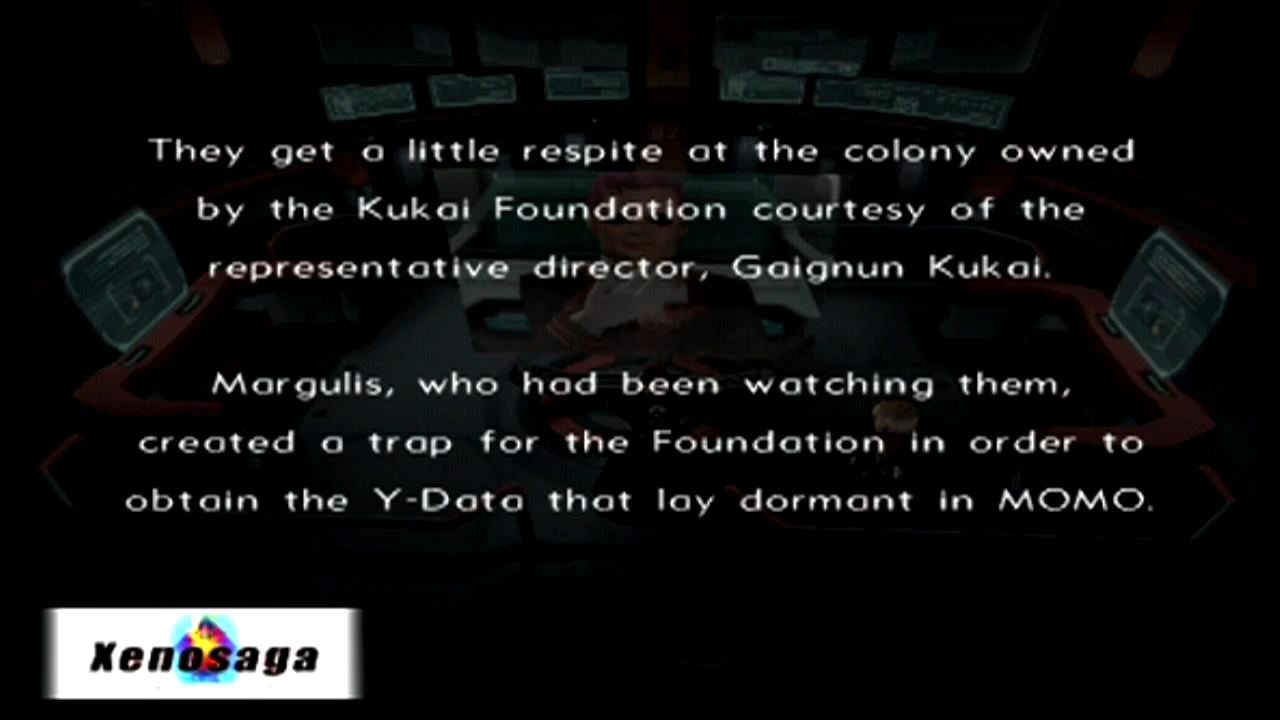 They get a little respite at the colony owned
by the Kukai Foundation courtesy of the
representative director, Gaignun Kukai.
Margulis, who had been watching them,
created a trap for the Foundation in order to
obtain the Y-Data that lay dormant in MOMO.
Xenosaga